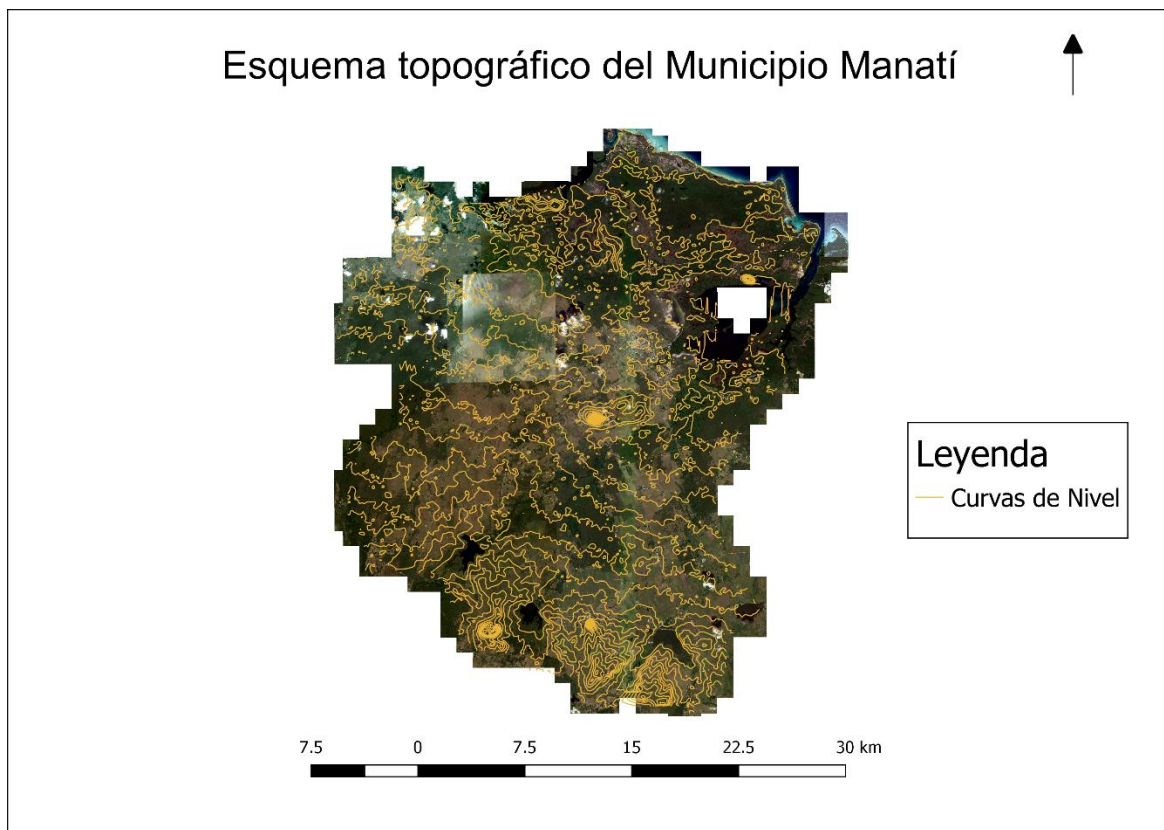 Esquema topográfico del Municipio Manatí
Leyenda
Curvas de Nivel
7.5 0 7.5 15 22.5 30 km